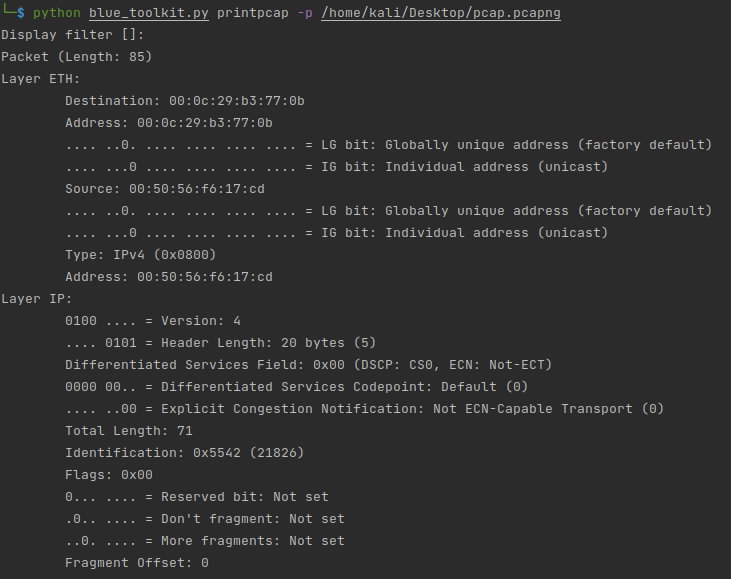 └─$ python blue_toolkit.py printpcap -p /home/kali/Desktop/pcap.pcapng
Display filter []:
Packet (Length: 85)
Layer ETH:
Destination: 00:0c:29:b3:77:0b
Address: 00:0c:29:b3:77:0b
.... ..0. .... .... .... .... = LG bit: Globally unique address (factory default)
.... ...0 .... .... .... .... = IG bit: Individual address (unicast)
Source: 00:50:56:f6:17:cd
.... ..0. .... .... .... .... = LG bit: Globally unique address (factory default)
.... ...0 .... .... .... .... = IG bit: Individual address (unicast)
Type: IPv4 (0x0800)
Address: 00:50:56:f6:17:cd
Layer IP:
0100 .... = Version: 4
.... 0101 = Header Length: 20 bytes (5)
Differentiated Services Field: 0x00 (DSCP: CS0, ECN: Not-ECT)
0000 00.. = Differentiated Services Codepoint: Default (0)
.... ..00 = Explicit Congestion Notification: Not ECN-Capable Transport (0)
Total Length: 71
Identification: 0x5542 (21826)
Flags: 0x00
0... .... = Reserved bit: Not set
.0.. .... = Don't fragment: Not set
..0. .... = More fragments: Not set
Fragment Offset: 0